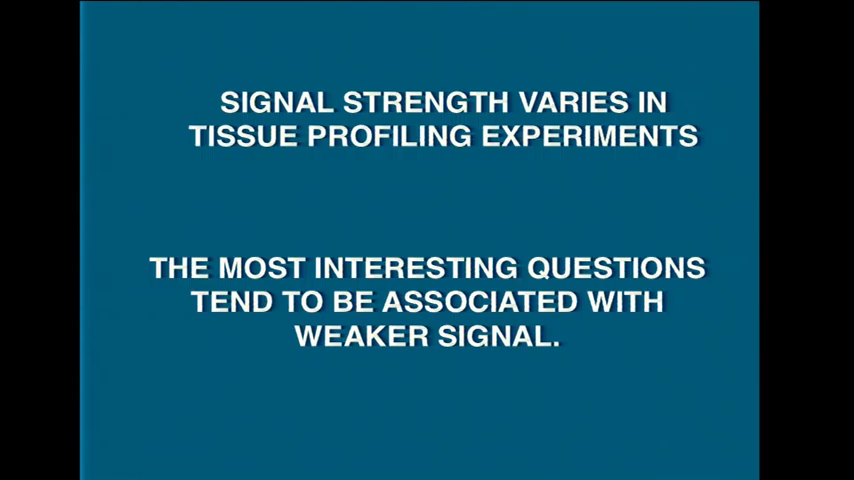 SIGNAL STRENGTH VARIES IN
TISSUE PROFILING EXPERIMENTS
THE MOST INTERESTING QUESTIONS
TEND TO BE ASSOCIATED WITH
WEAKER SIGNAL.